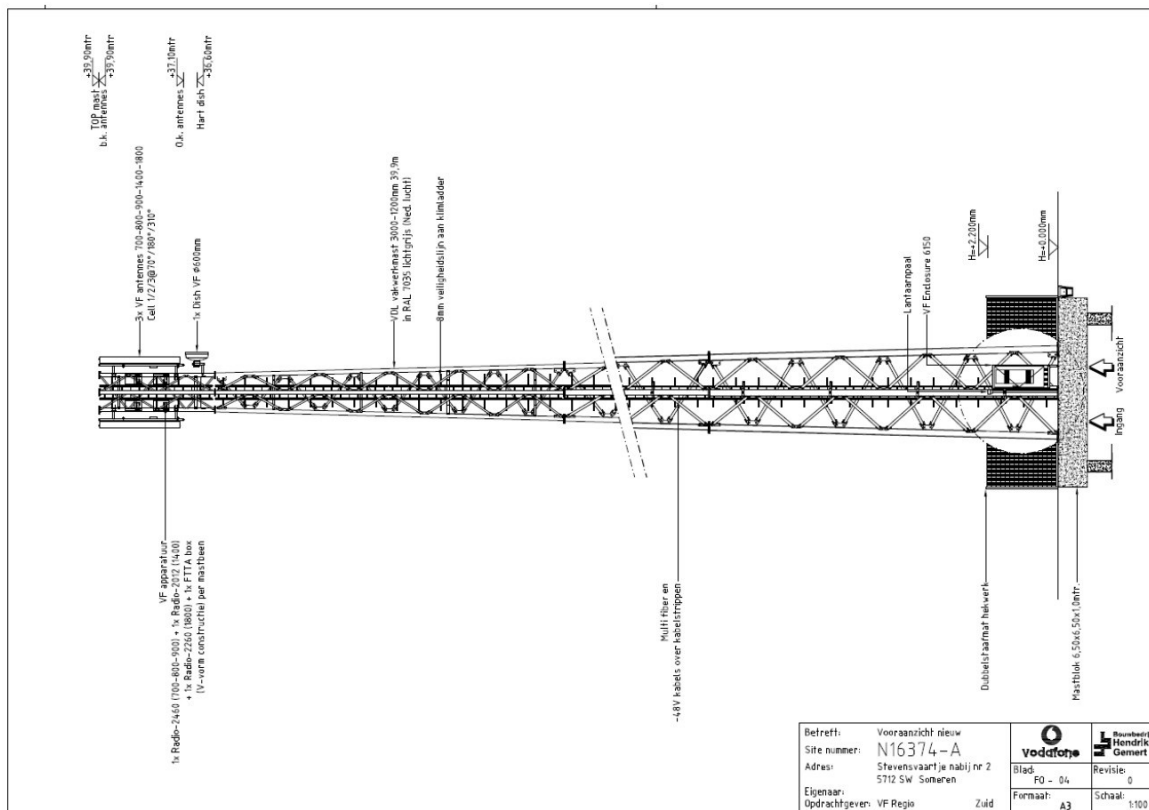 +39,90mtr
TOP mast
b.k. antennes
+39,90mtr
+37,10mtr
O.k. antennes
Hart dish
+36,60mtr
3x VF antennes 700-800-900-1400-1800
Cell 1/2/3@70°/180°/310°
1x Dish VF Ø600mm
VDL vakwerkmast 3000-1200mm 39,9m
in RAL 7035 lichtgrijs (Ned. lucht)
8mm veiligheidslijn aan klimladder
H=+2.200mm
H=+0.000mm
Lantaarnpaal
VF Enclosure 6150
Vooraanzicht
Ingang
VF apparatuur
1x Radio-2460 (700-800-900) + 1x Radio-2012 (1400)
+ 1x Radio-2260 (1800) + 1x FTTA box
(V-vorm constructie) per mastbeen
Multi fiber en
-48V kabels over kabelstrippen
Dubbelstaafmat hekwerk
Mastblok 6,50x6,50x1,0mtr.
Betreft: Vooraanzicht nieuw
Site nummer: N16374-A
Adres: Stevensvaartje nabij nr 2
5712 SW Someren
Eigenaar:
Opdrachtgever: VF Regio Zuid
vodafone
Blad: FO - 04
Formaat: A3
Bouwbedrij
Hendrik
Gemert
Revisie: 0
Schaal: 1:100